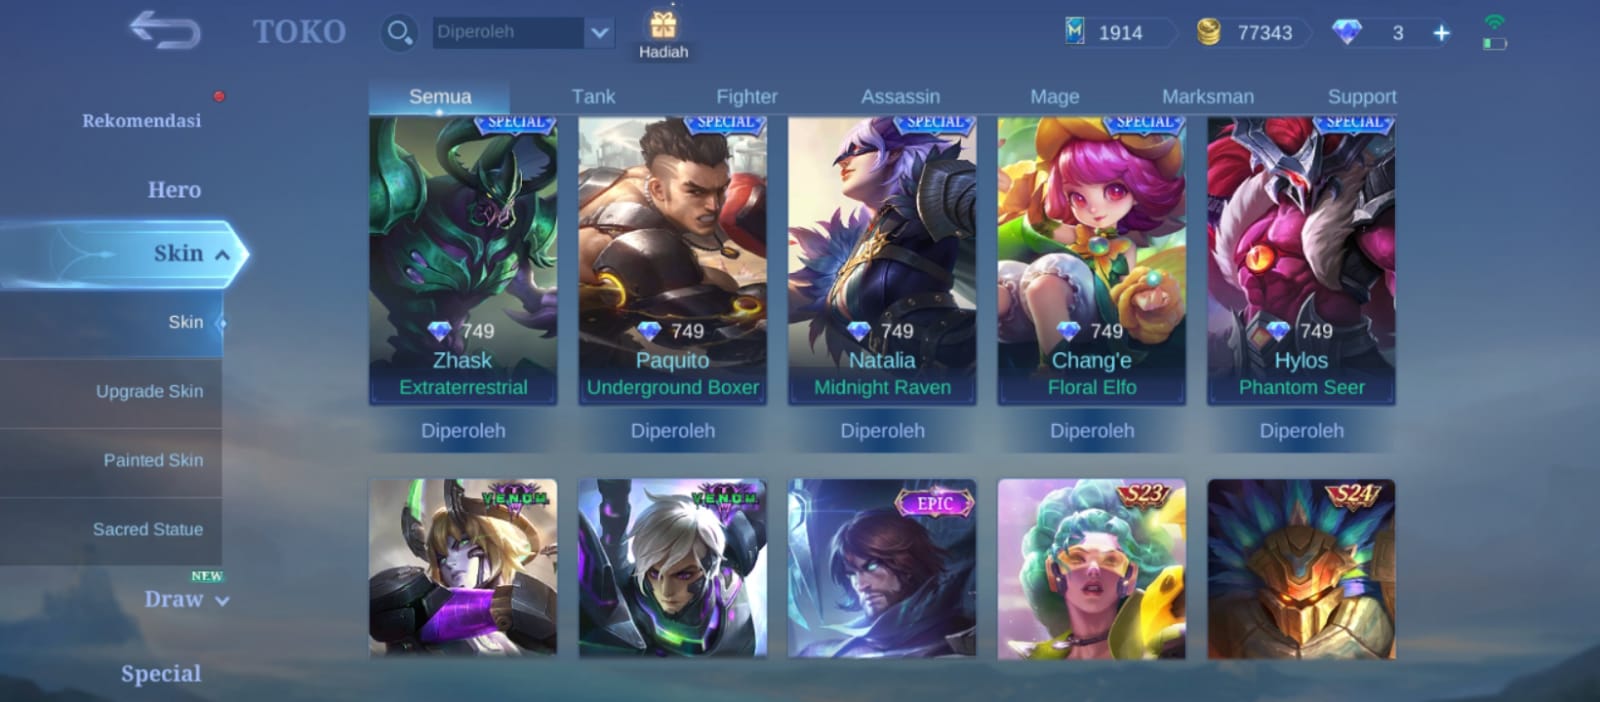 TOKO
Diperoleh
Hadiah
1914
77343
3
Rekomendasi
Hero
Skin
Skin
Upgrade Skin
Painted Skin
Sacred Statue
NEW
Draw
Special
Semua Tank Fighter Assassin Mage Marksman Support
SPECIAL SPECIAL SPECIAL SPECIAL SPECIAL
749 749 749 749 749
Zhask Paquito Natalia Chang'e Hylos
Extraterrestrial Underground Boxer Midnight Raven Floral Elfo Phantom Seer
Diperoleh Diperoleh Diperoleh Diperoleh Diperoleh
V.E.N.O.M. V.E.N.O.M. EPIC S23 S24